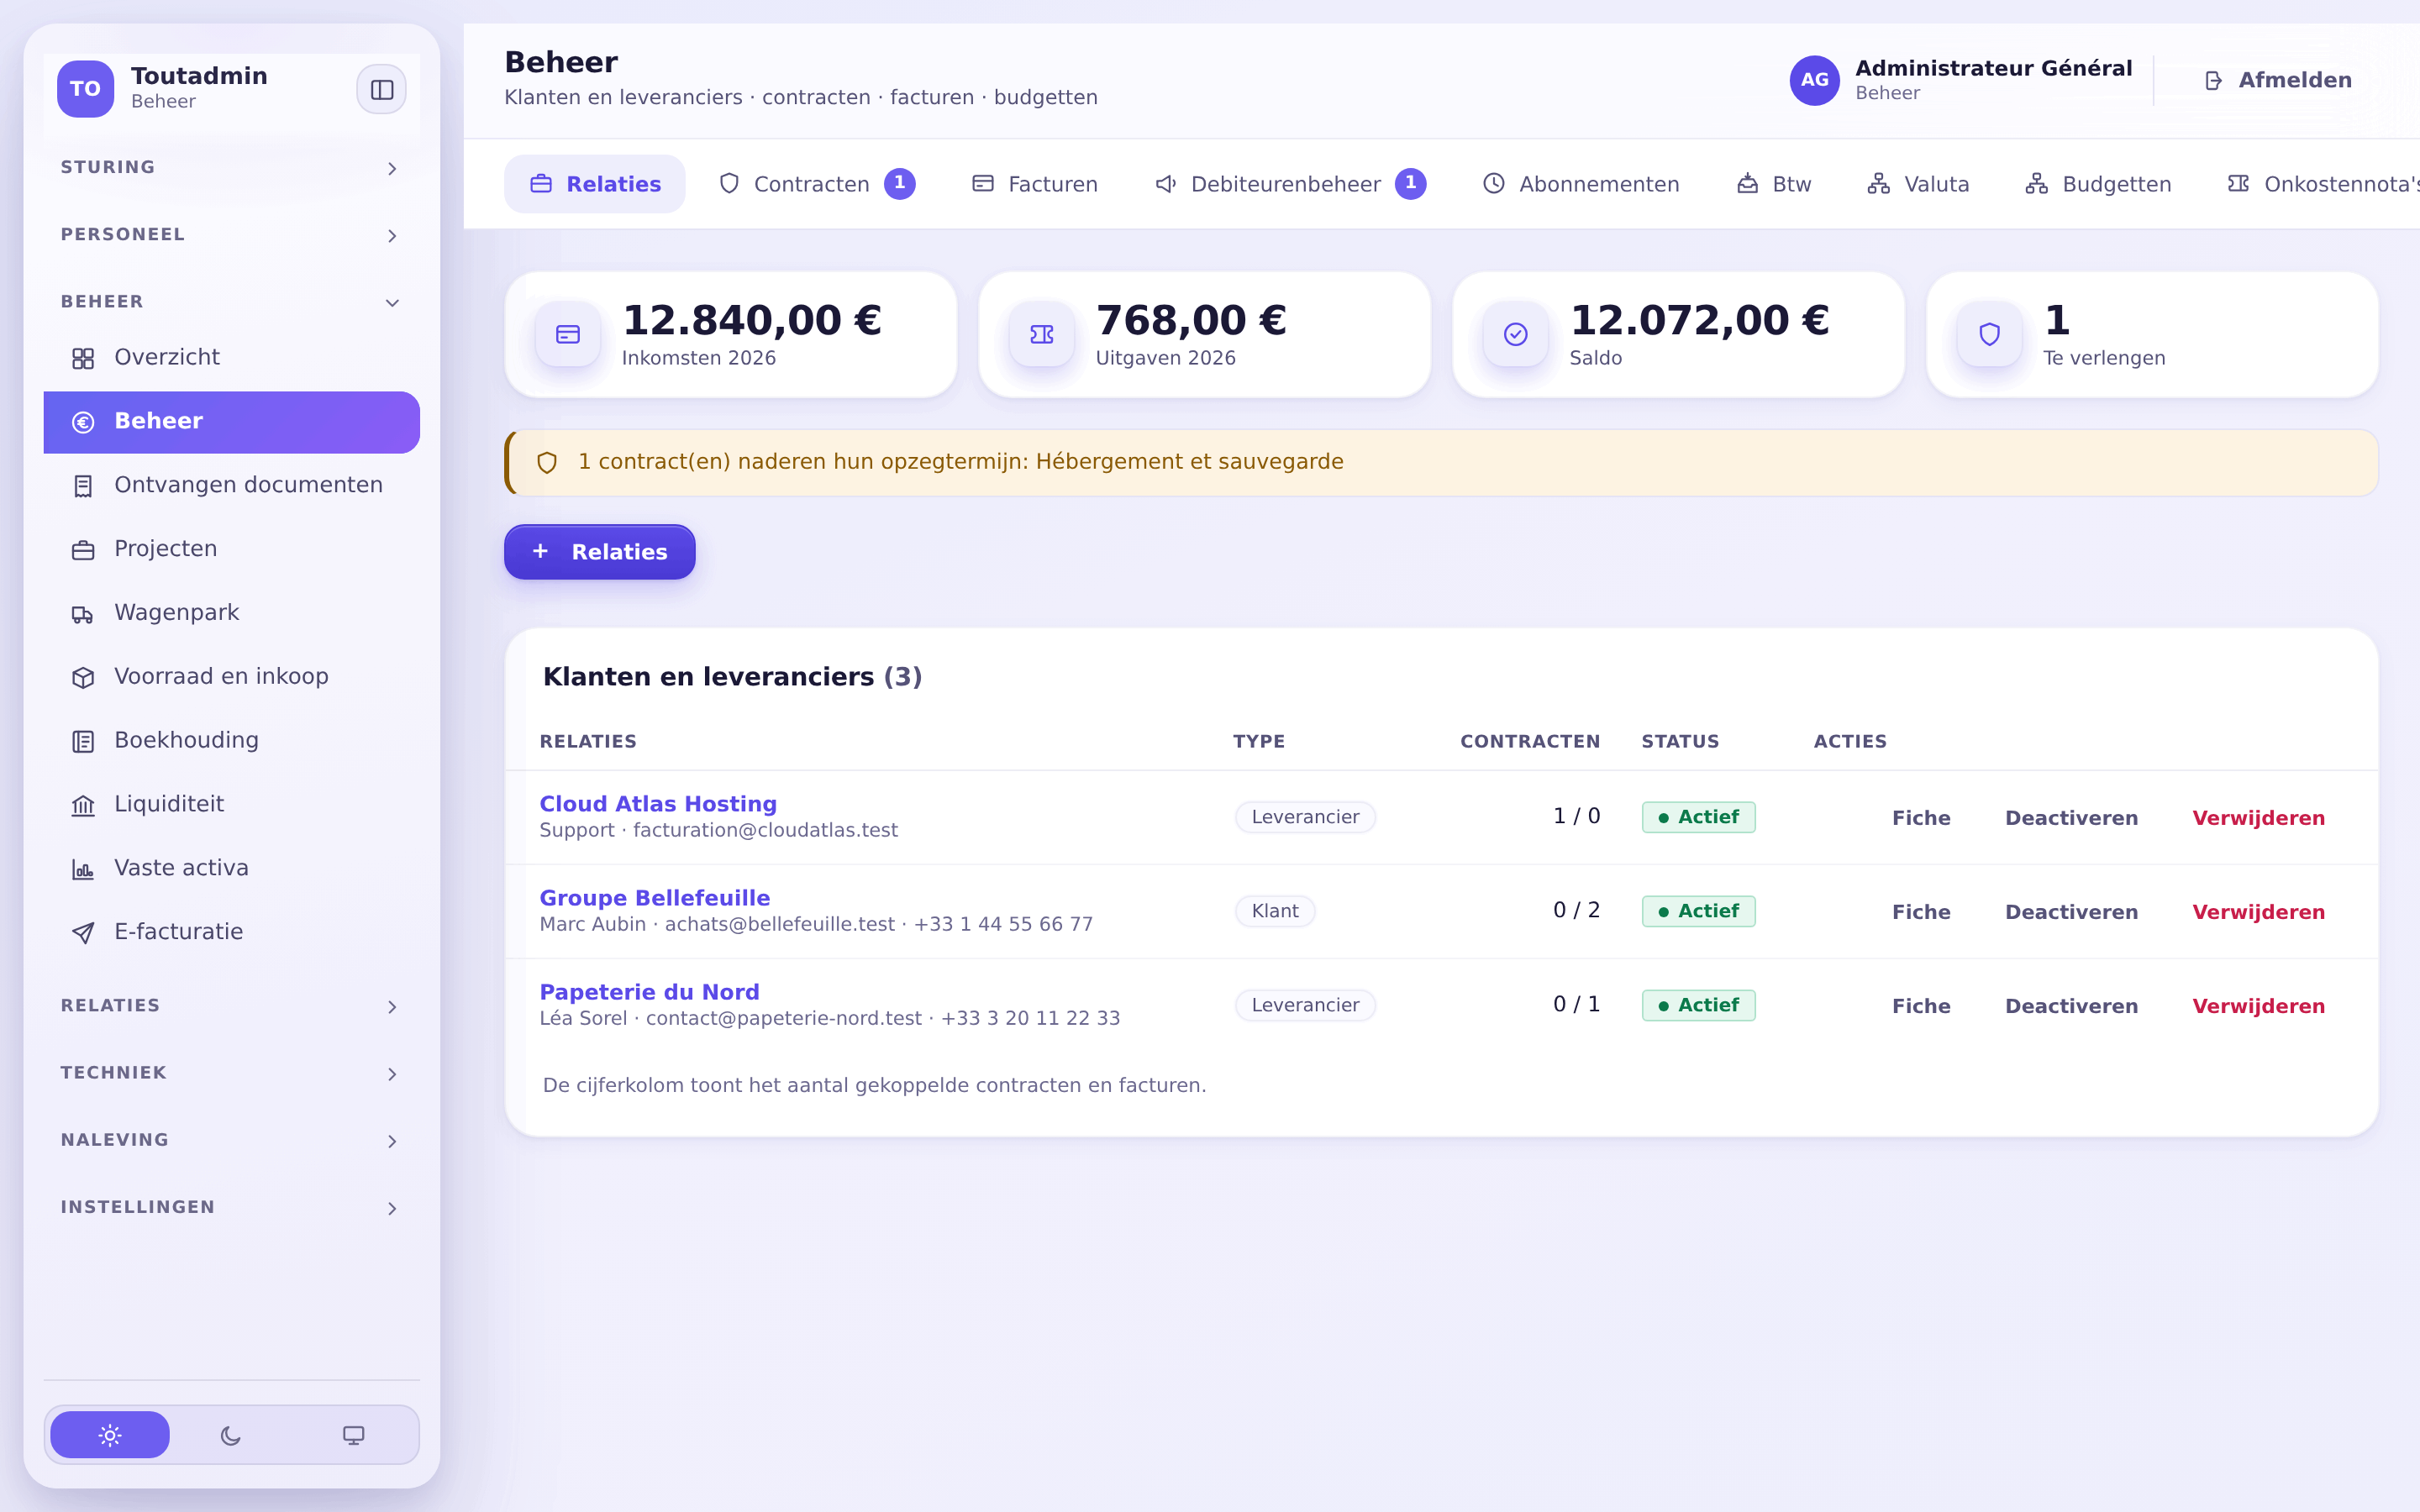 TO
Toutadmin
Beheer
STURING
PERSONEEL
BEHEER
Overzicht
Beheer
Ontvangen documenten
Projecten
Wagenpark
Voorraad en inkoop
Boekhouding
Liquiditeit
Vaste activa
E-facturatie
RELATIES
TECHNIEK
NALEVING
INSTELLINGEN
Beheer
Klanten en leveranciers · contracten · facturen · budgetten
AG
Administrateur Général
Beheer
Afmelden
Relaties
Contracten 1
Facturen
Debiteurenbeheer 1
Abonnementen
Btw
Valuta
Budgetten
Onkostennota's
12.840,00 €
Inkomsten 2026
768,00 €
Uitgaven 2026
12.072,00 €
Saldo
1
Te verlengen
1 contract(en) naderen hun opzegtermijn: Hébergement et sauvegarde
+ Relaties
Klanten en leveranciers (3)
RELATIES TYPE CONTRACTEN STATUS ACTIES
Cloud Atlas Hosting
Support · facturation@cloudatlas.test
Leverancier 1 / 0 Actief Fiche Deactiveren Verwijderen
Groupe Bellefeuille
Marc Aubin · achats@bellefeuille.test · +33 1 44 55 66 77
Klant 0 / 2 Actief Fiche Deactiveren Verwijderen
Papeterie du Nord
Léa Sorel · contact@papeterie-nord.test · +33 3 20 11 22 33
Leverancier 0 / 1 Actief Fiche Deactiveren Verwijderen
De cijferkolom toont het aantal gekoppelde contracten en facturen.